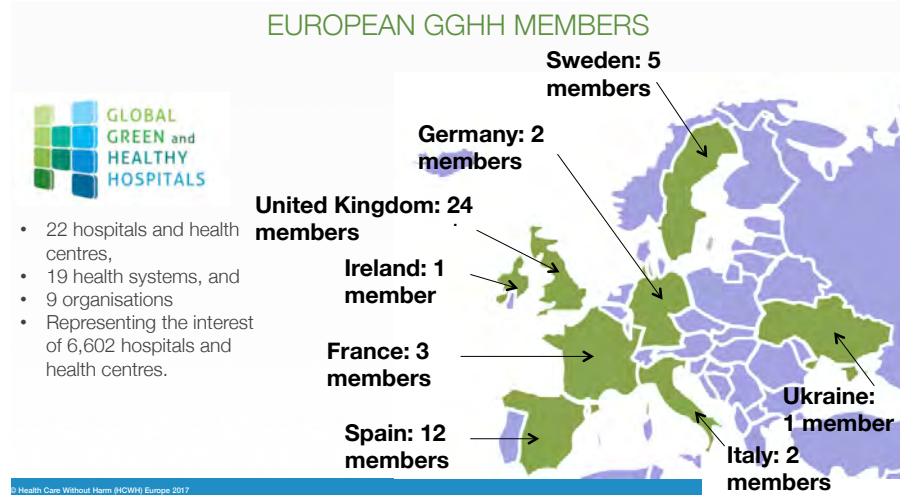 EUROPEAN GGHH MEMBERS
Sweden: 5
members
GLOBAL
GREEN and
HEALTHY
HOSPITALS
Germany: 2
members
• 22 hospitals and health
centres,
• 19 health systems, and
• 9 organisations
• Representing the interest
of 6,602 hospitals and
health centres.
United Kingdom: 24
members
Ireland: 1
member
France: 3
members
Spain: 12
members
Ukraine:
1 member
Italy: 2
members
© Health Care Without Harm (HCWH) Europe 2017